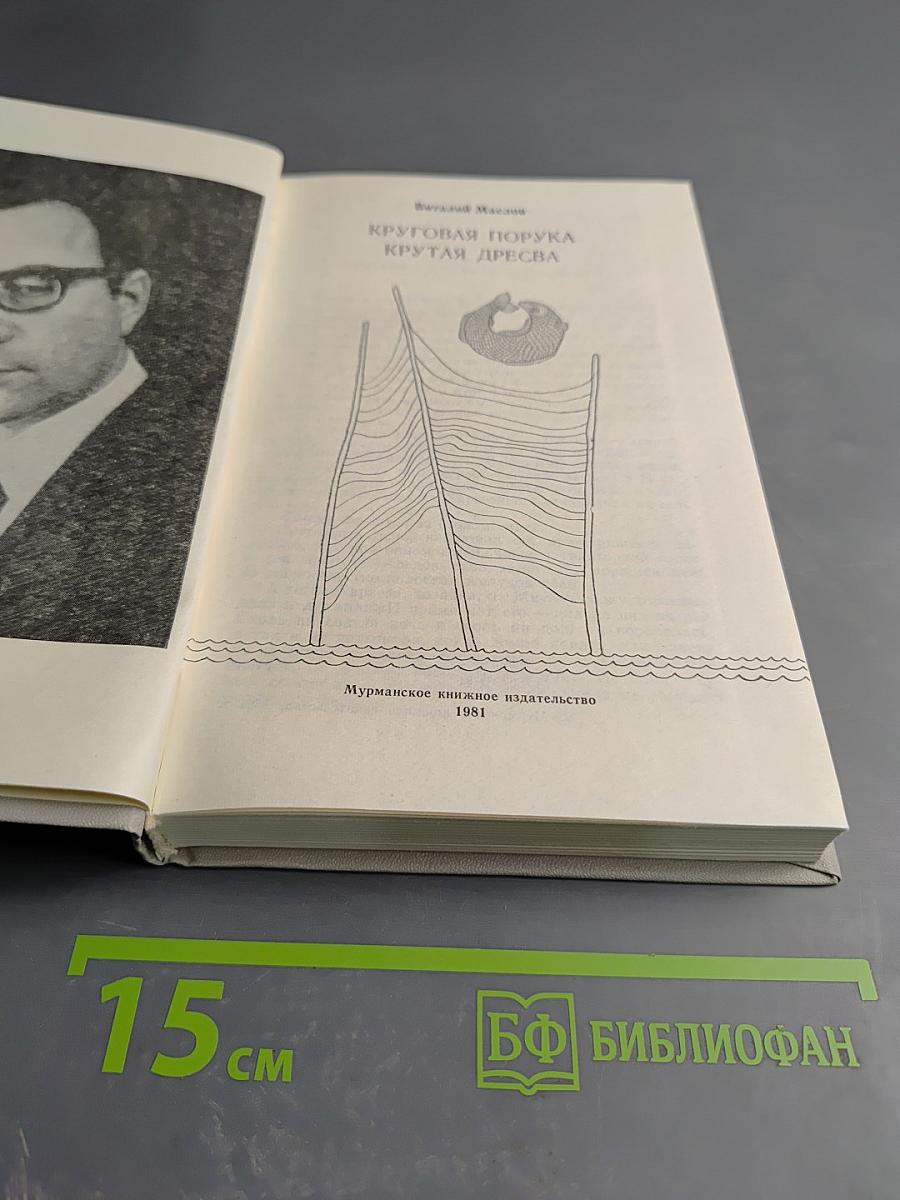 Виталий Маслов
КРУГОВАЯ ПОРУКА
КРУТАЯ ДРЕСВА
Мурманское книжное издательство
1981
15 см
БФ БИБЛИОФАН